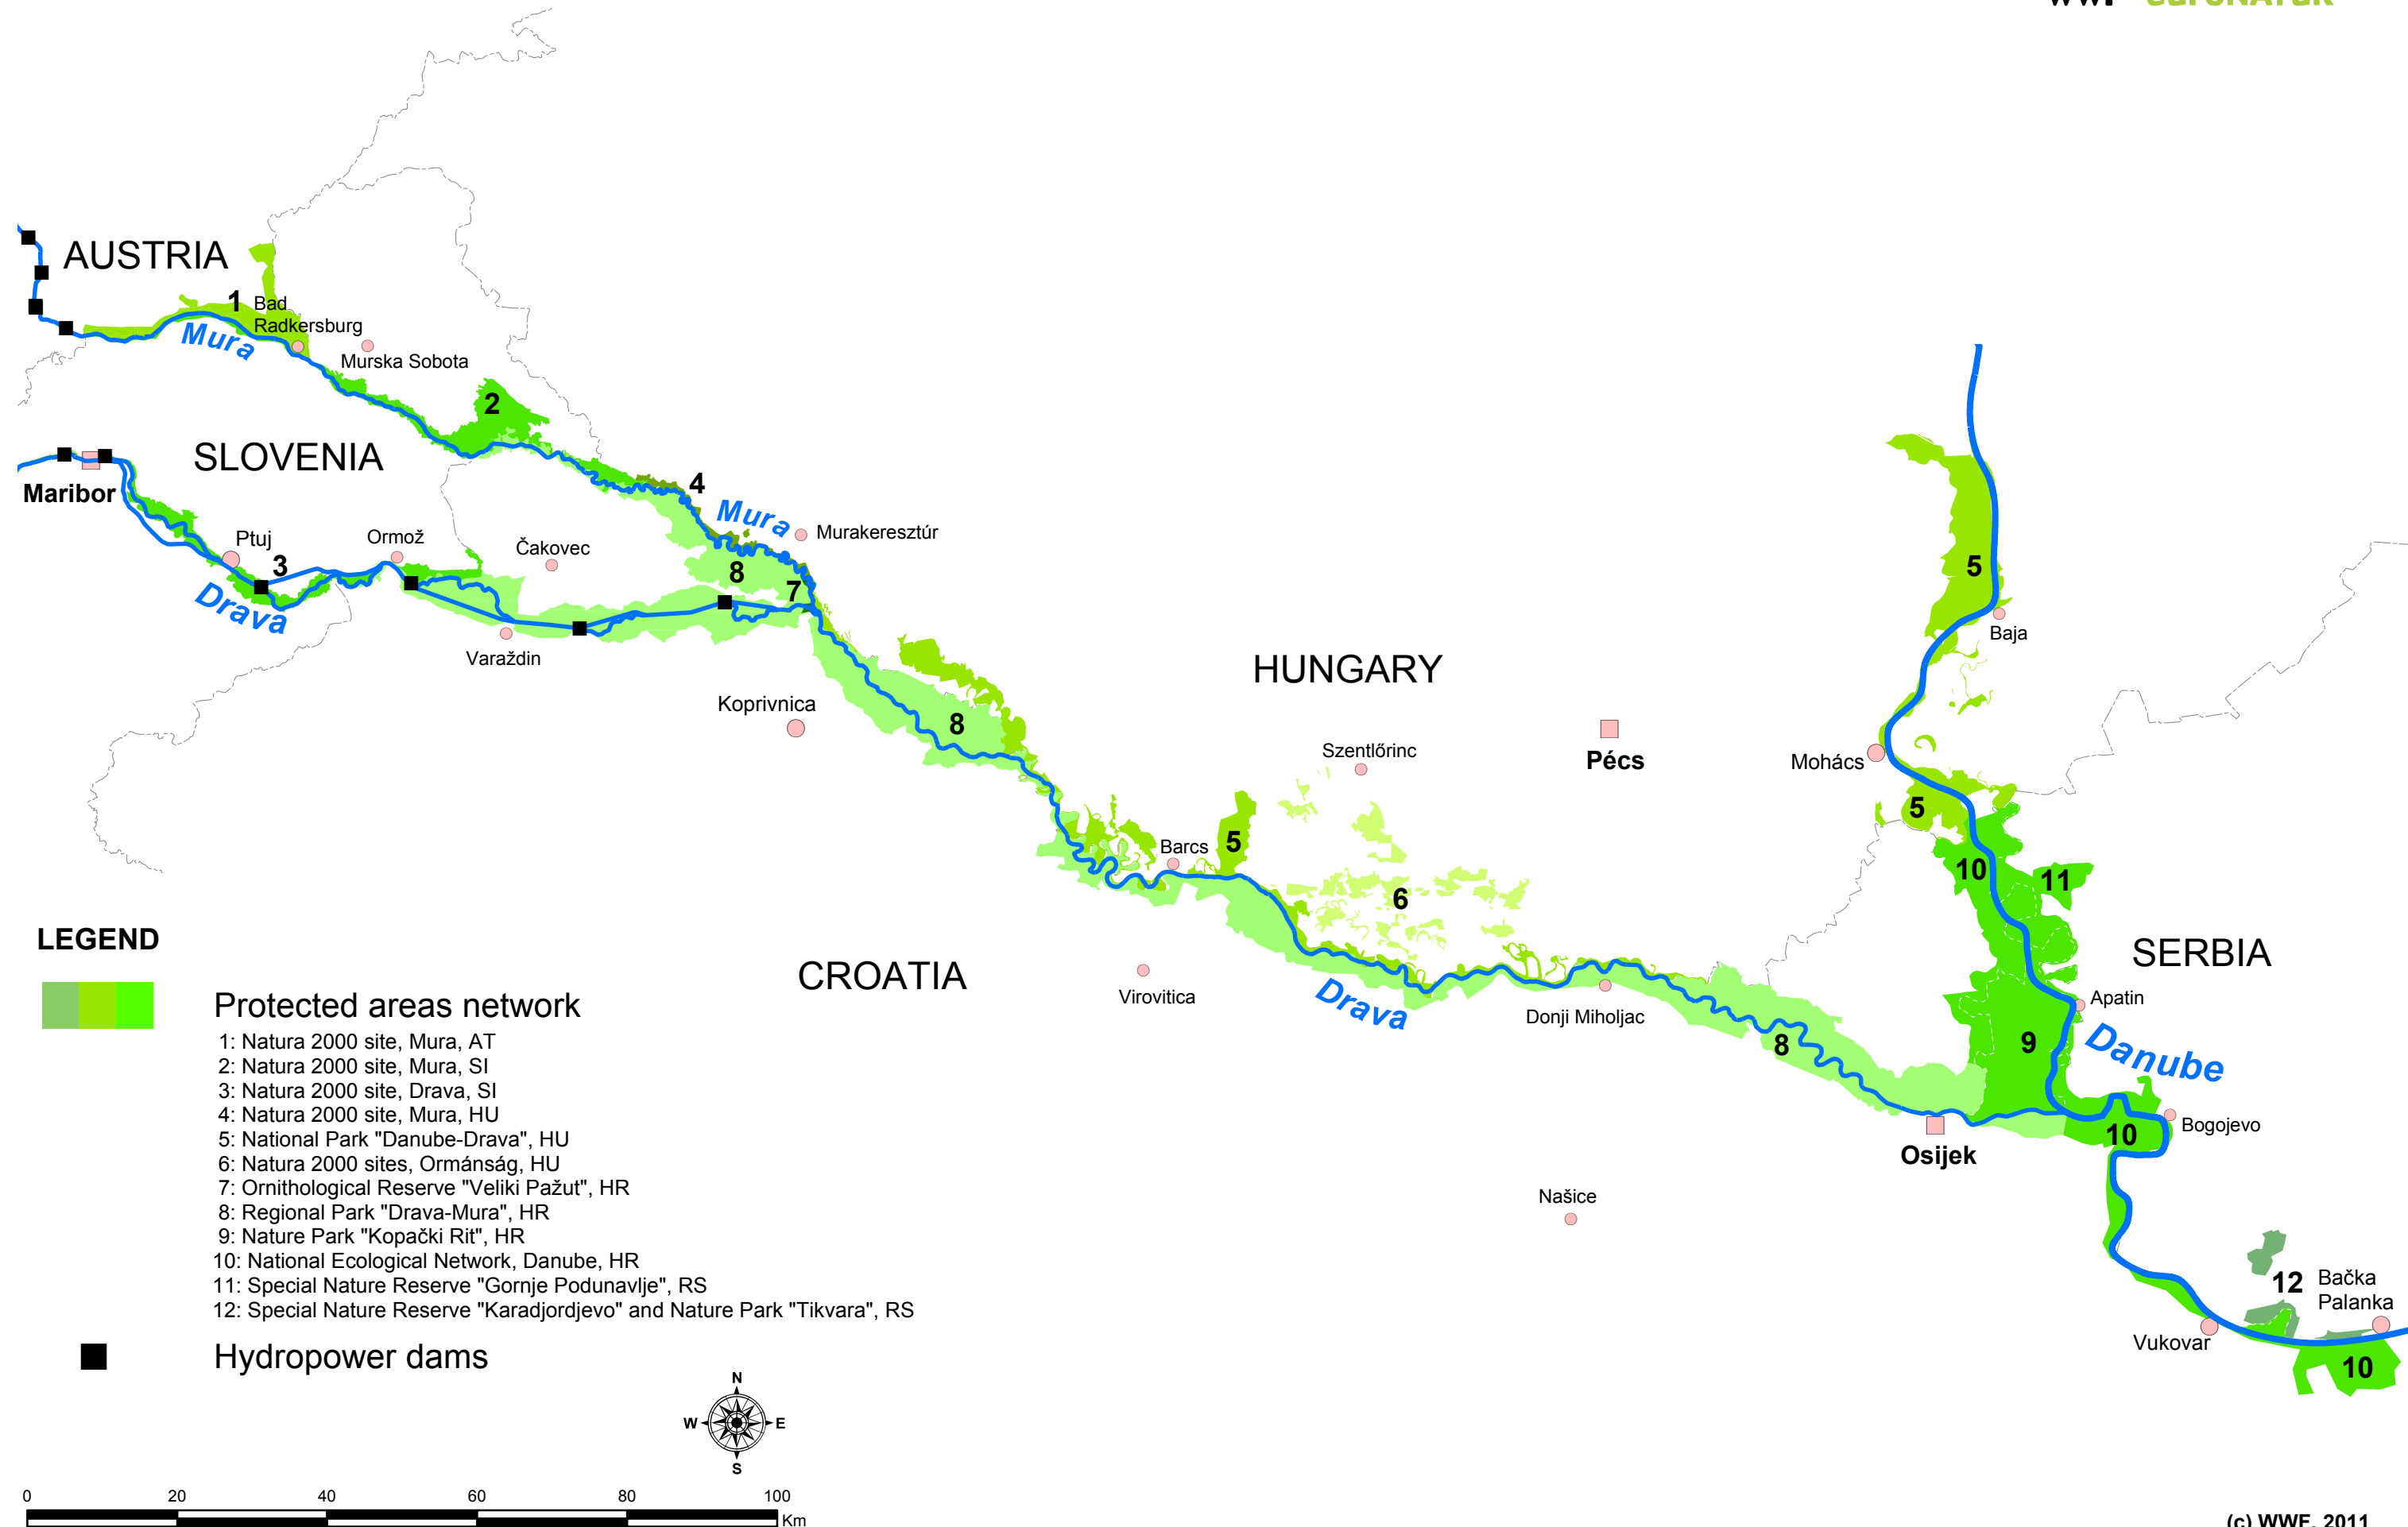 AUSTRIA
1
Bad
Radkersburg
Mura
Murska Sobota
2
SLOVENIA
Maribor
4
Mura
Murakeresztúr
Ptuj
3
Ormož
Čakovec
8
7
Drava
Varaždin
5
Baja
HUNGARY
Koprivnica
8
Szentlőrinc
Pécs
Mohács
5
Barcs
5
6
10
11
LEGEND
CROATIA
Virovitica
Drava
Donji Miholjac
8
SERBIA
Apatin
9
Danube
Bogojevo
10
Osijek
Našice
Protected areas network
1: Natura 2000 site, Mura, AT
2: Natura 2000 site, Mura, SI
3: Natura 2000 site, Drava, SI
4: Natura 2000 site, Mura, HU
5: National Park "Danube-Drava", HU
6: Natura 2000 sites, Ormánság, HU
7: Ornithological Reserve "Veliki Pažut", HR
8: Regional Park "Drava-Mura", HR
9: Nature Park "Kopački Rit", HR
10: National Ecological Network, Danube, HR
11: Special Nature Reserve "Gornje Podunavlje", RS
12: Special Nature Reserve "Karadjordjevo" and Nature Park "Tikvara", RS
12
Bačka
Palanka
Vukovar
10
Hydropower dams
N
W E
S
0 20 40 60 80 100
Km
(c) WWF, 2011